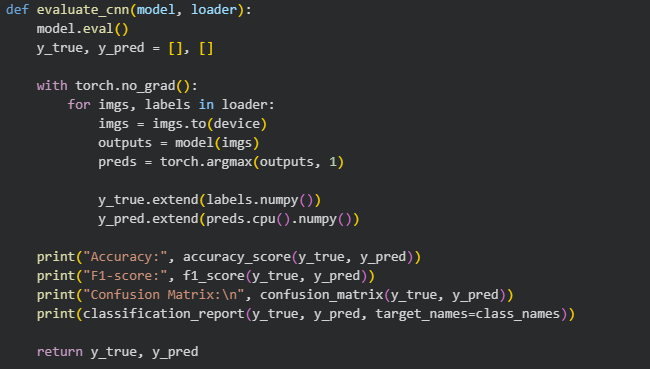 def evaluate_cnn(model, loader):
    model.eval()
    y_true, y_pred = [], []

    with torch.no_grad():
        for imgs, labels in loader:
            imgs = imgs.to(device)
            outputs = model(imgs)
            preds = torch.argmax(outputs, 1)

            y_true.extend(labels.numpy())
            y_pred.extend(preds.cpu().numpy())

    print("Accuracy:", accuracy_score(y_true, y_pred))
    print("F1-score:", f1_score(y_true, y_pred))
    print("Confusion Matrix:\n", confusion_matrix(y_true, y_pred))
    print(classification_report(y_true, y_pred, target_names=class_names))

    return y_true, y_pred